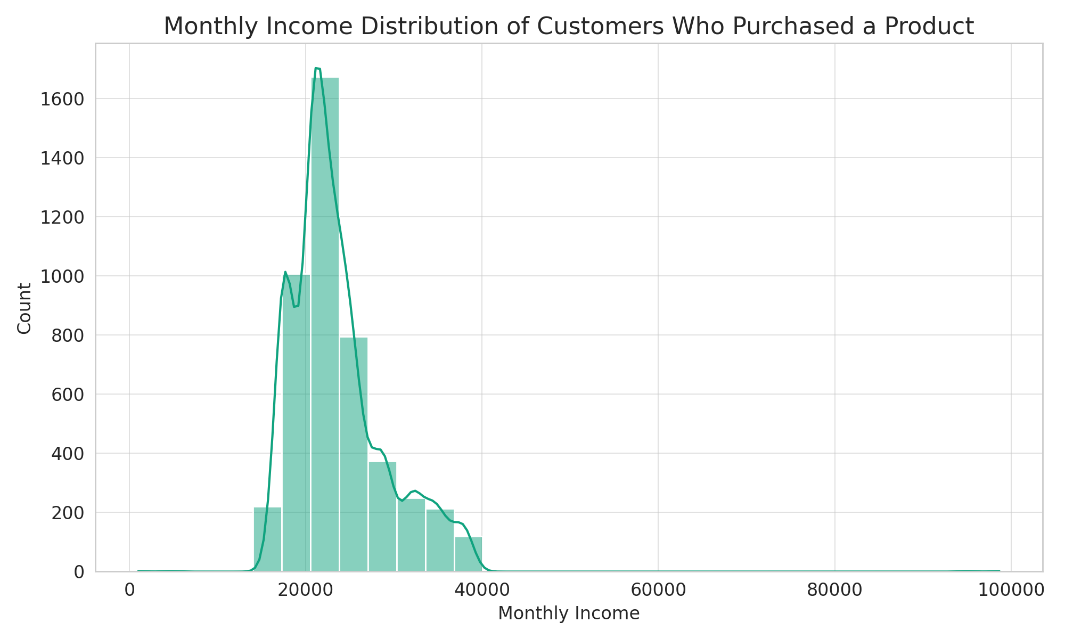 Monthly Income Distribution of Customers Who Purchased a Product
1600
1400
1200
1000
800
600
400
200
0
Count
0 20000 40000 60000 80000 100000
Monthly Income